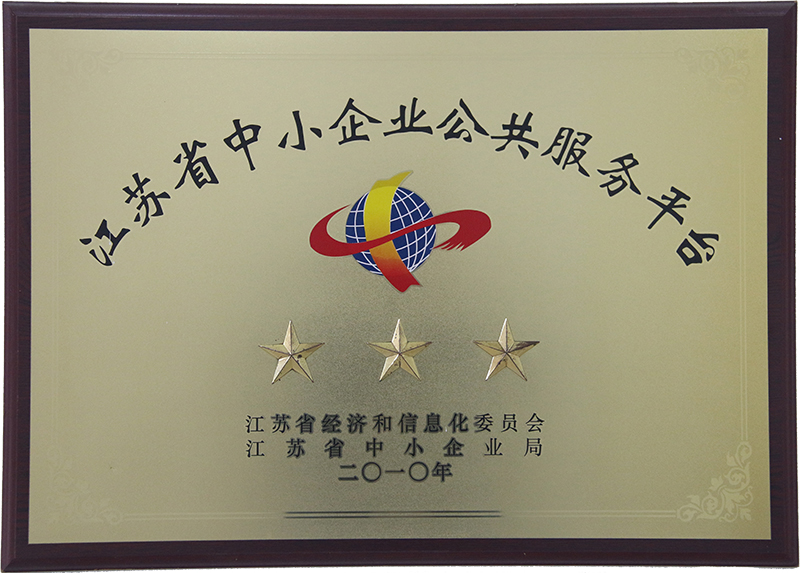 江苏省中小企业公共服务平台
江苏省经济和信息化委员会
江苏省中小企业局
二〇一〇年